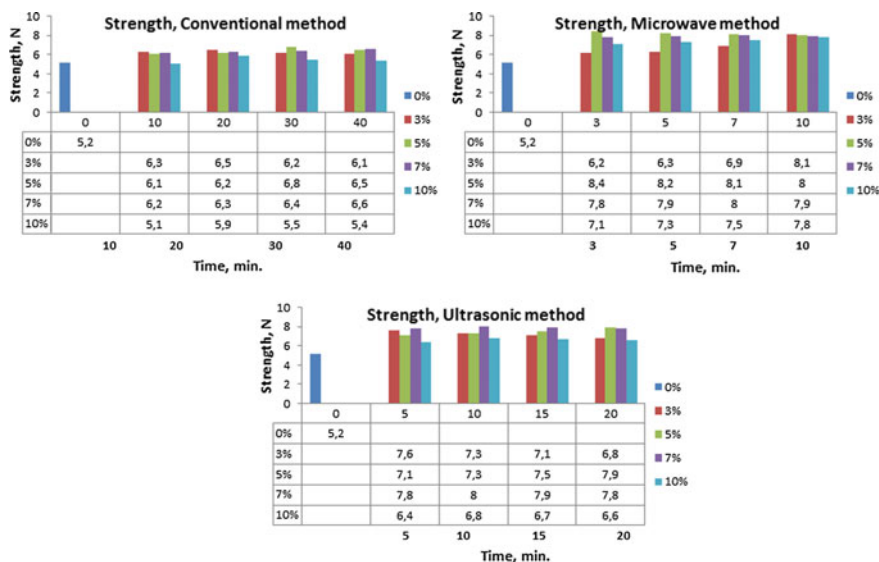 Strength, Conventional method
Strength, N
10
8
6
4
2
0
0 10 20 30 40
0% 5,2
3% 6,3 6,5 6,2 6,1
5% 6,1 6,2 6,8 6,5
7% 6,2 6,3 6,4 6,6
10% 5,1 5,9 5,5 5,4
10 20 30 40
Time, min.
0%
3%
5%
7%
10%
Strength, Microwave method
Strength, N
10
8
6
4
2
0
0 3 5 7 10
0% 5,2
3% 6,2 6,3 6,9 8,1
5% 8,4 8,2 8,1 8
7% 7,8 7,9 8 7,9
10% 7,1 7,3 7,5 7,8
3 5 7 10
Time, min.
0%
3%
5%
7%
10%
Strength, Ultrasonic method
Strength, N
10
8
6
4
2
0
0 5 10 15 20
0% 5,2
3% 7,6 7,3 7,1 6,8
5% 7,1 7,3 7,5 7,9
7% 7,8 8 7,9 7,8
10% 6,4 6,8 6,7 6,6
5 10 15 20
Time, min.
0%
3%
5%
7%
10%